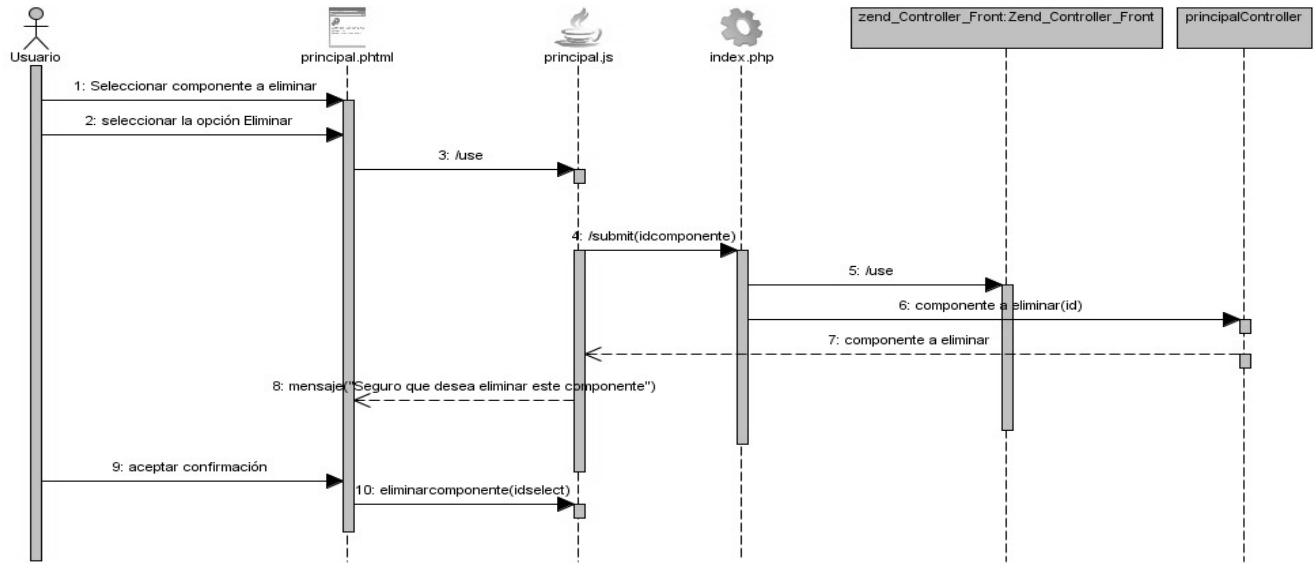 zend_Controller_Front:Zend_Controller_Front
principalController
Usuario
principal.phtml
principal.js
index.php
1: Seleccionar componente a eliminar
2: seleccionar la opción Eliminar
3: /use
4: /submit(idcomponente)
5: /use
6: componente a eliminar(id)
7: componente a eliminar
8: mensaje("Seguro que desea eliminar este componente")
9: aceptar confirmación
10: eliminarcomponente(idselect)